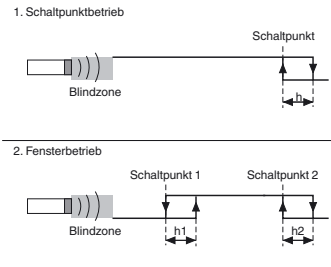 1. Schaltpunktbetrieb
Schaltpunkt
Blindzone
h
2. Fensterbetrieb
Schaltpunkt 1
Schaltpunkt 2
Blindzone
h1
h2